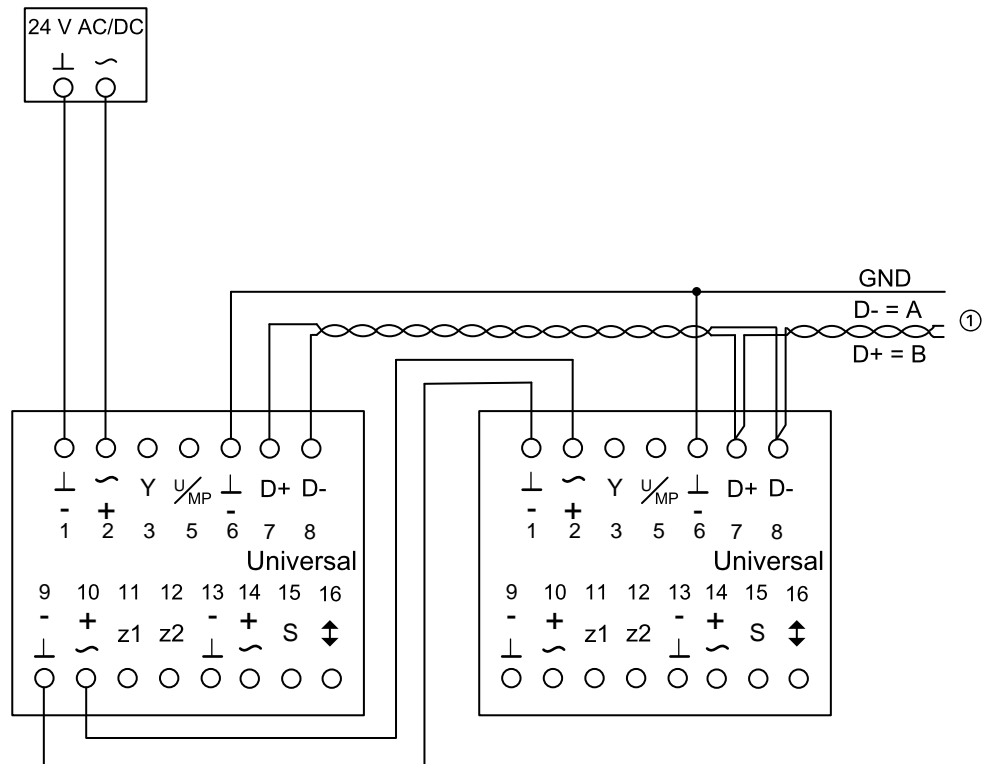 24 V AC/DC
⊥ ~
GND
D- = A
①
D+ = B
⊥ ~ Y U/MP ⊥ D+ D-
- + -
1 2 3 5 6 7 8
Universal
9 10 11 12 13 14 15 16
- + z1 z2 - + S ↕
⊥ ~ ⊥ ~
⊥ ~ Y U/MP ⊥ D+ D-
- + -
1 2 3 5 6 7 8
Universal
9 10 11 12 13 14 15 16
- + z1 z2 - + S ↕
⊥ ~ ⊥ ~